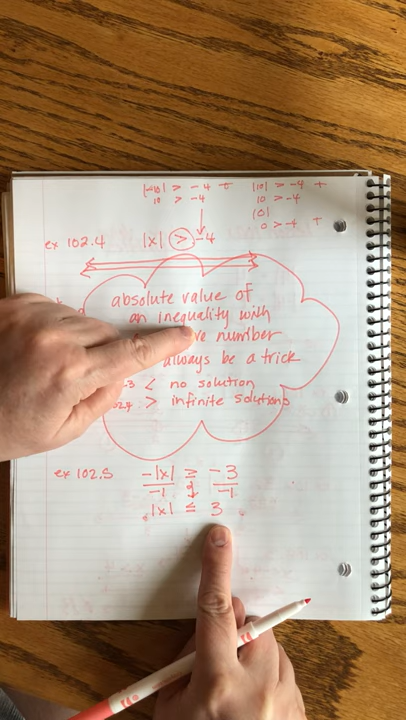 |-10| > -4 t |10| > -4 t
10 > -4 10 > -4
|0|
0 > -4 t
ex 102.4 |x| > -4
absolute value of
an inequality with
number
always be a trick
< no solution
> infinite solutions
ex 102.5 -|x| ≥ -3
-1 -1
|x| ≤ 3